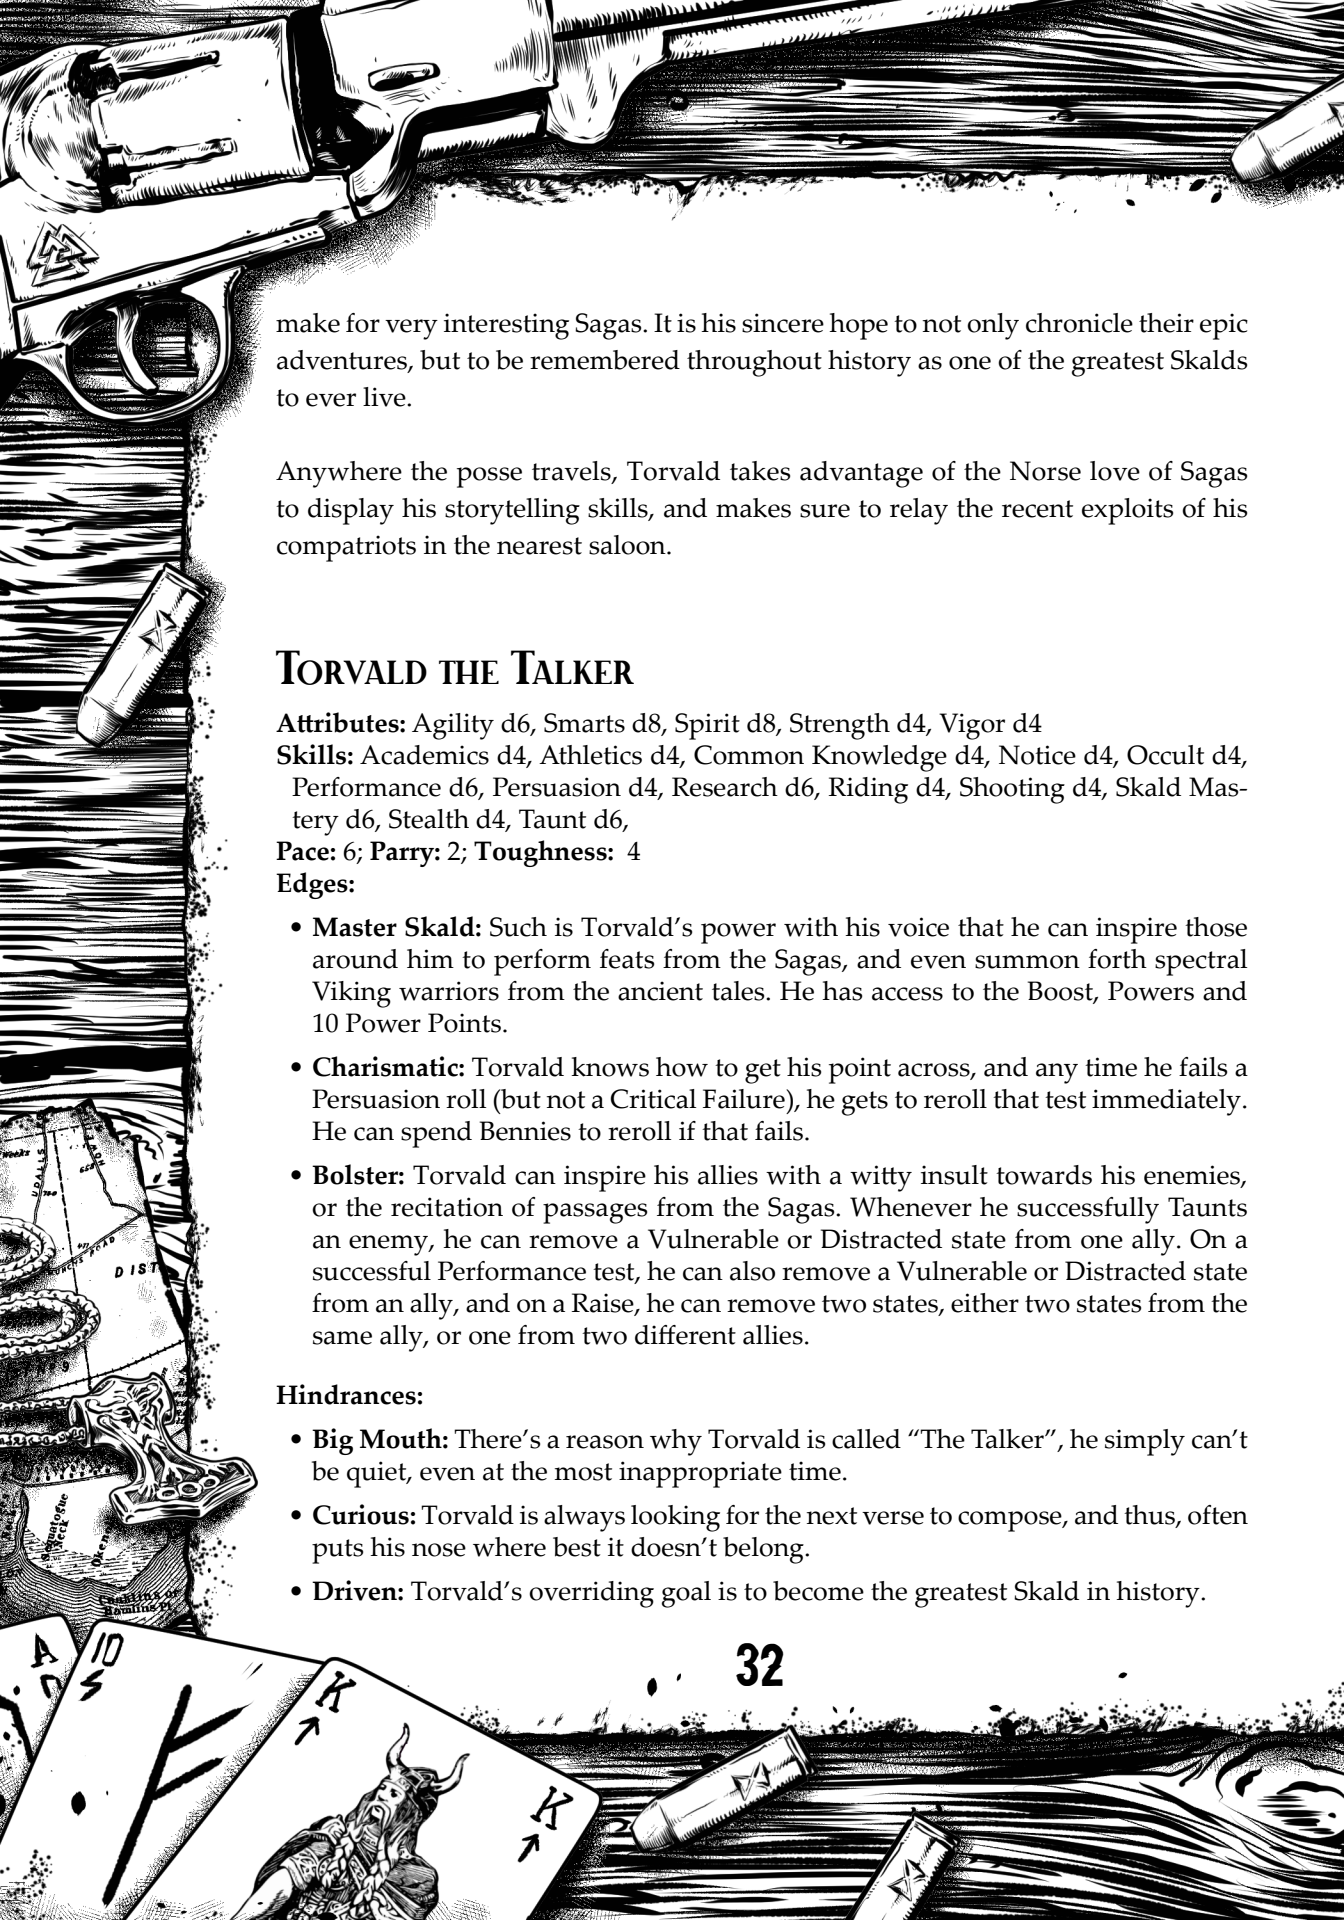 make for very interesting Sagas. It is his sincere hope to not only chronicle their epic
adventures, but to be remembered throughout history as one of the greatest Skalds
to ever live.
Anywhere the posse travels, Torvald takes advantage of the Norse love of Sagas
to display his storytelling skills, and makes sure to relay the recent exploits of his
compatriots in the nearest saloon.
Torvald the Talker
Attributes: Agility d6, Smarts d8, Spirit d8, Strength d4, Vigor d4
Skills: Academics d4, Athletics d4, Common Knowledge d4, Notice d4, Occult d4,
Performance d6, Persuasion d4, Research d6, Riding d4, Shooting d4, Skald Mas-
tery d6, Stealth d4, Taunt d6,
Pace: 6; Parry: 2; Toughness: 4
Edges:
• Master Skald: Such is Torvald's power with his voice that he can inspire those
around him to perform feats from the Sagas, and even summon forth spectral
Viking warriors from the ancient tales. He has access to the Boost, Powers and
10 Power Points.
• Charismatic: Torvald knows how to get his point across, and any time he fails a
Persuasion roll (but not a Critical Failure), he gets to reroll that test immediately.
He can spend Bennies to reroll if that fails.
• Bolster: Torvald can inspire his allies with a witty insult towards his enemies,
or the recitation of passages from the Sagas. Whenever he successfully Taunts
an enemy, he can remove a Vulnerable or Distracted state from one ally. On a
successful Performance test, he can also remove a Vulnerable or Distracted state
from an ally, and on a Raise, he can remove two states, either two states from the
same ally, or one from two different allies.
Hindrances:
• Big Mouth: There's a reason why Torvald is called “The Talker”, he simply can't
be quiet, even at the most inappropriate time.
• Curious: Torvald is always looking for the next verse to compose, and thus, often
puts his nose where best it doesn't belong.
• Driven: Torvald's overriding goal is to become the greatest Skald in history.
32
UDALLS
HOWE
DIST
Neck
Oken
A
10
K
K